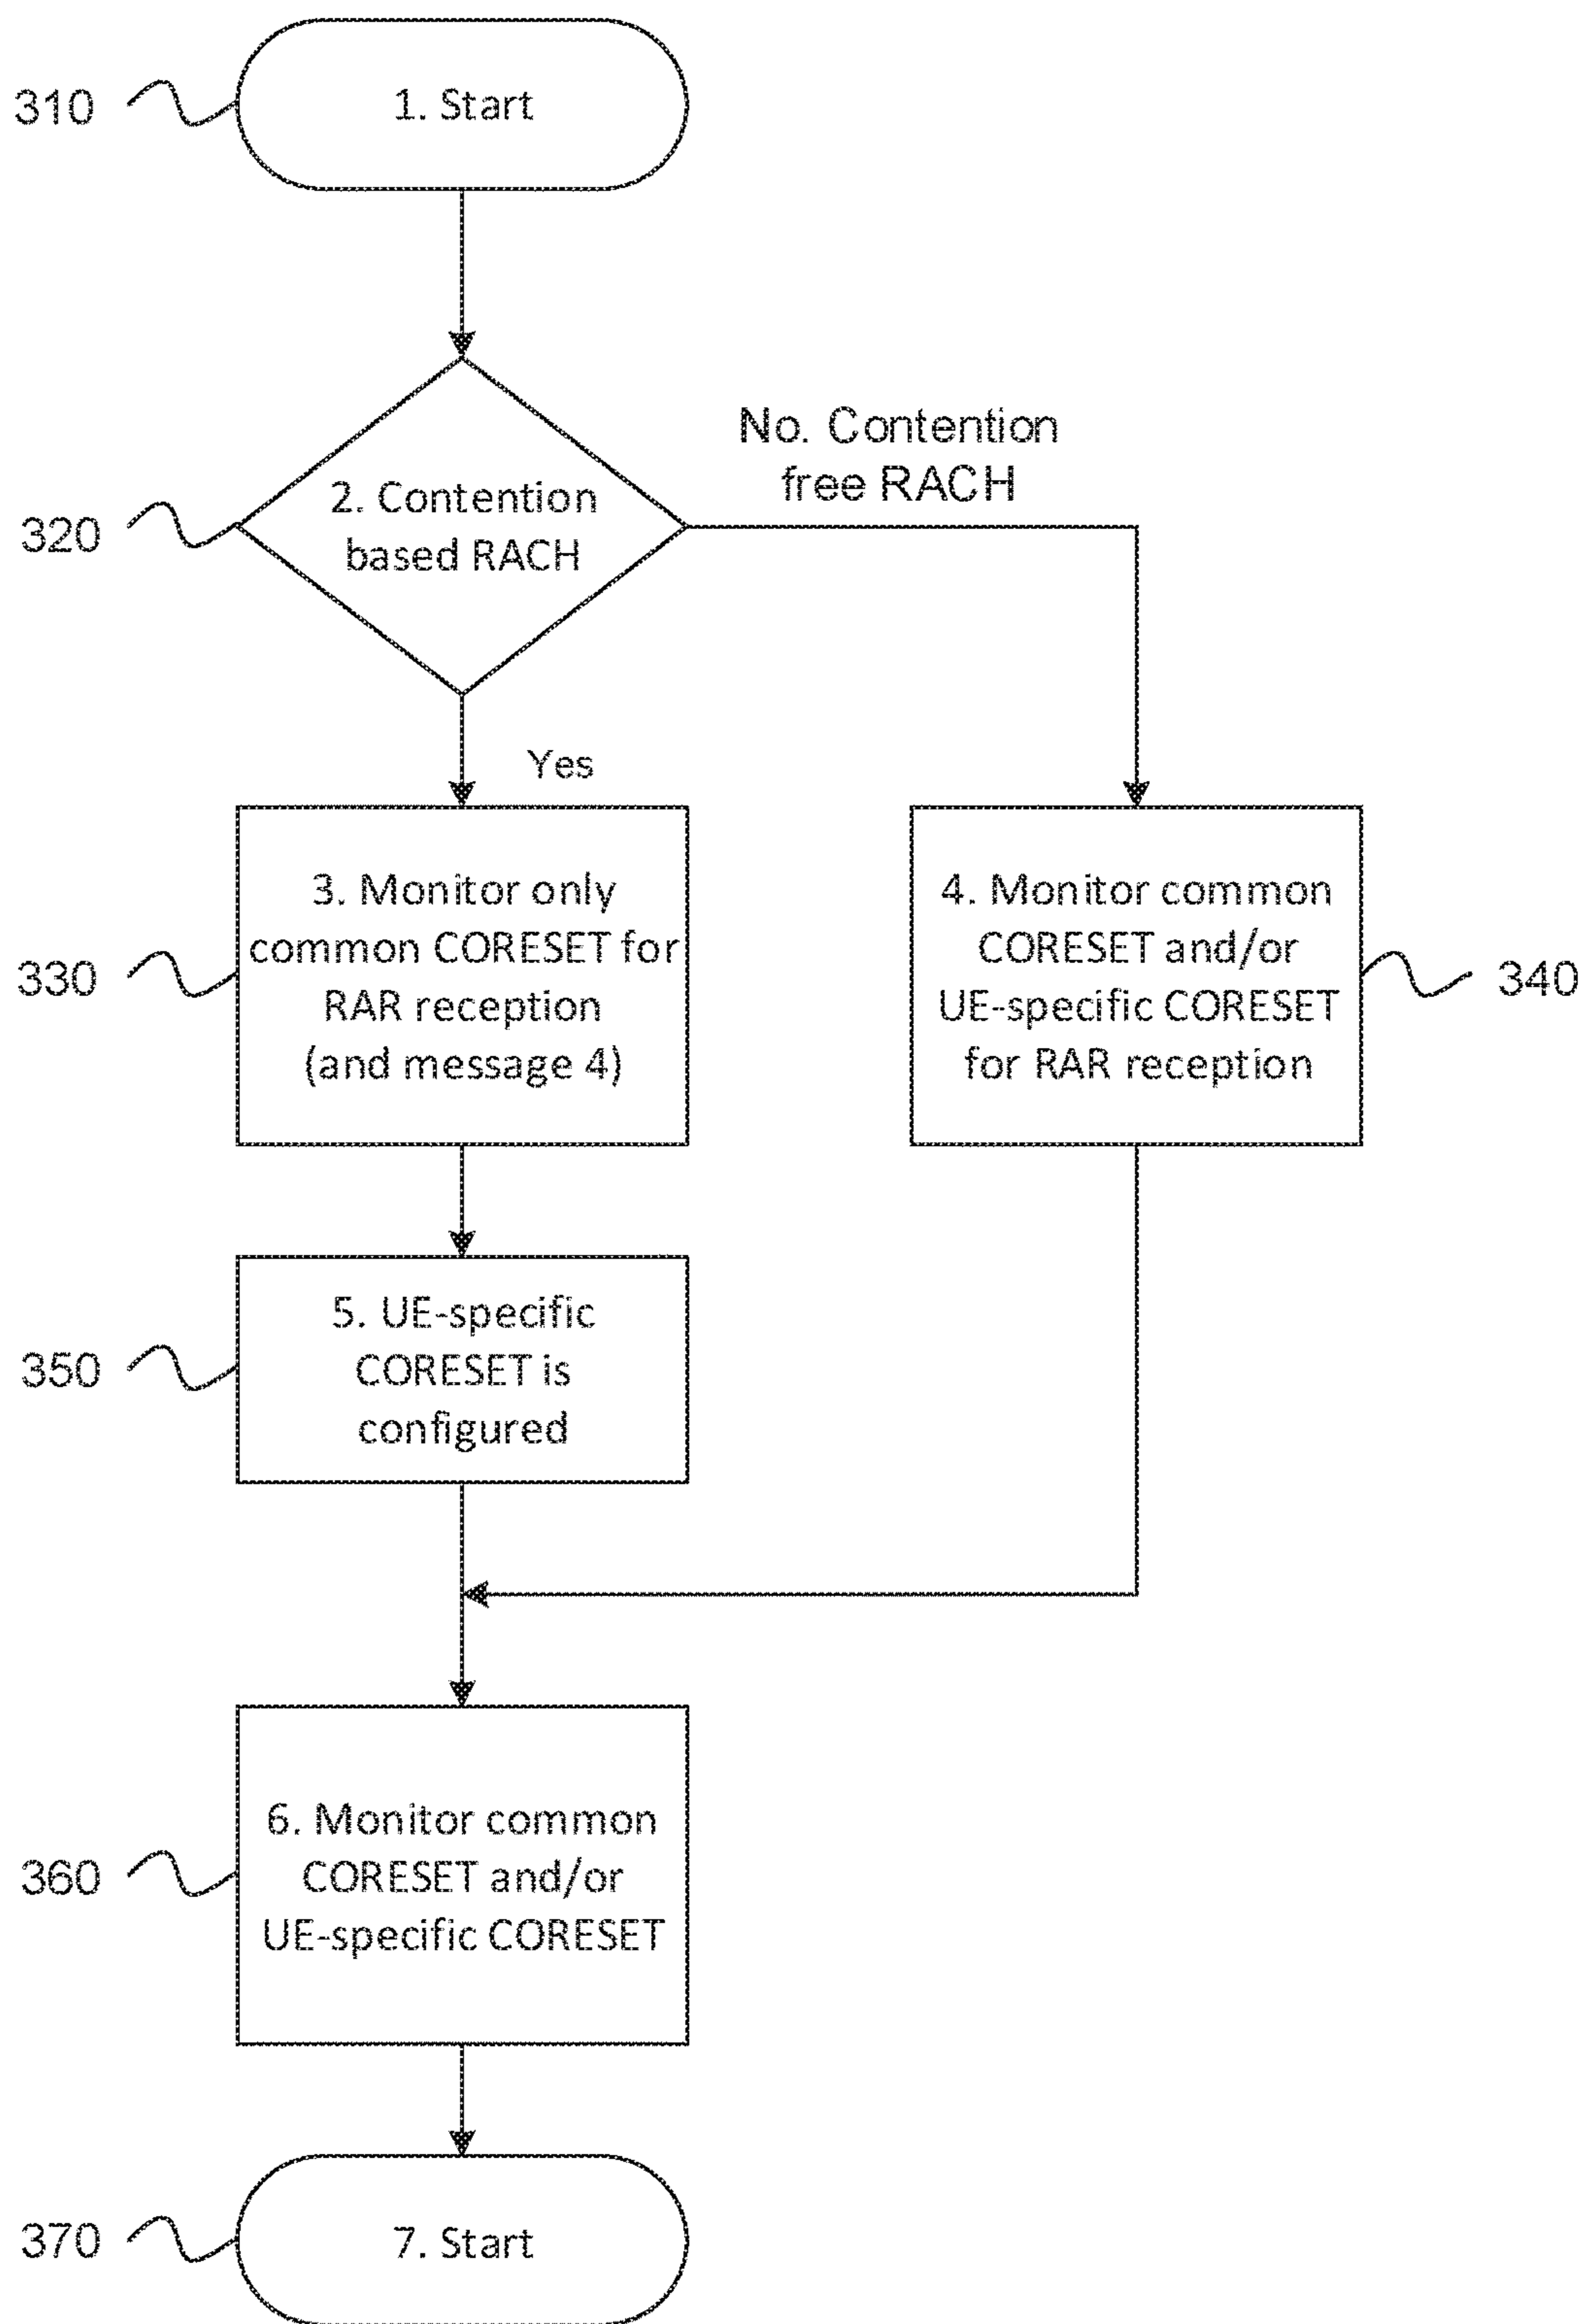 310
1. Start
No. Contention
free RACH
320
2. Contention
based RACH
Yes
330
3. Monitor only
common CORESET for
RAR reception
(and message 4)
4. Monitor common
CORESET and/or
UE-specific CORESET
for RAR reception
340
350
5. UE-specific
CORESET is
configured
360
6. Monitor common
CORESET and/or
UE-specific CORESET
370
7. Start